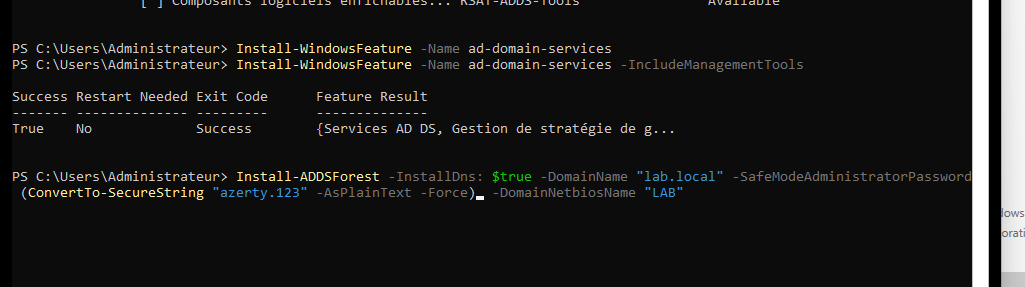 [ ] Composants logiciels enfichables... RSAT-ADDS-Tools Available
PS C:\Users\Administrateur> Install-WindowsFeature -Name ad-domain-services
PS C:\Users\Administrateur> Install-WindowsFeature -Name ad-domain-services -IncludeManagementTools
Success Restart Needed Exit Code Feature Result
------- -------------- --------- --------------
True No Success {Services AD DS, Gestion de stratégie de g...
PS C:\Users\Administrateur> Install-ADDSForest -InstallDns: $true -DomainName "lab.local" -SafeModeAdministratorPassword
(ConvertTo-SecureString "azerty.123" -AsPlainText -Force) -DomainNetbiosName "LAB"